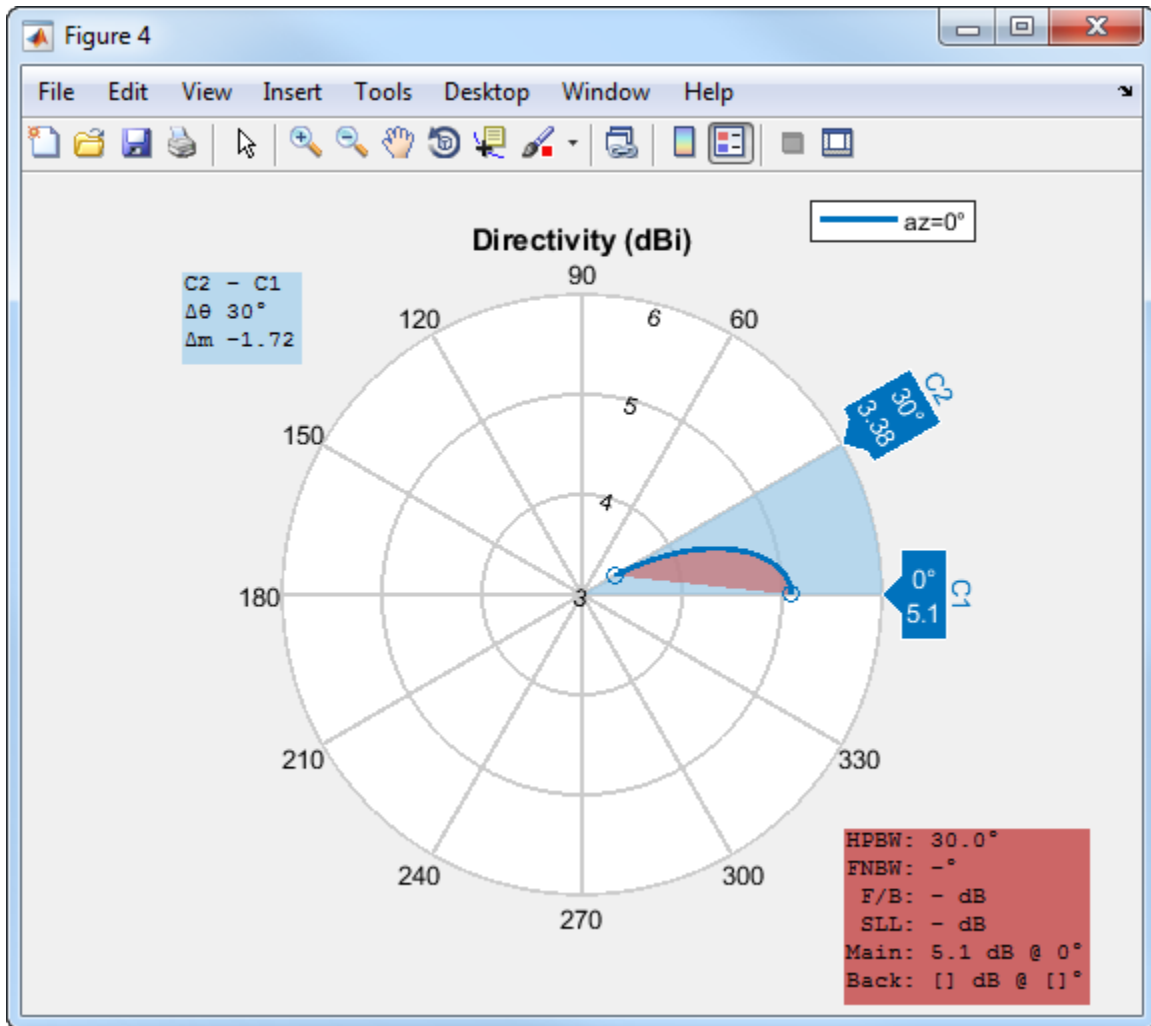 Figure 4
File Edit View Insert Tools Desktop Window Help
az=0°
Directivity (dBi)
C2 - C1
Δθ 30°
Δm -1.72
90
120
6
60
5
C2
30°
3.38
150
4
180
3
0°
5.1
C1
210
330
240
300
270
HPBW: 30.0°
FNBW: -°
F/B: - dB
SLL: - dB
Main: 5.1 dB @ 0°
Back: [] dB @ []°